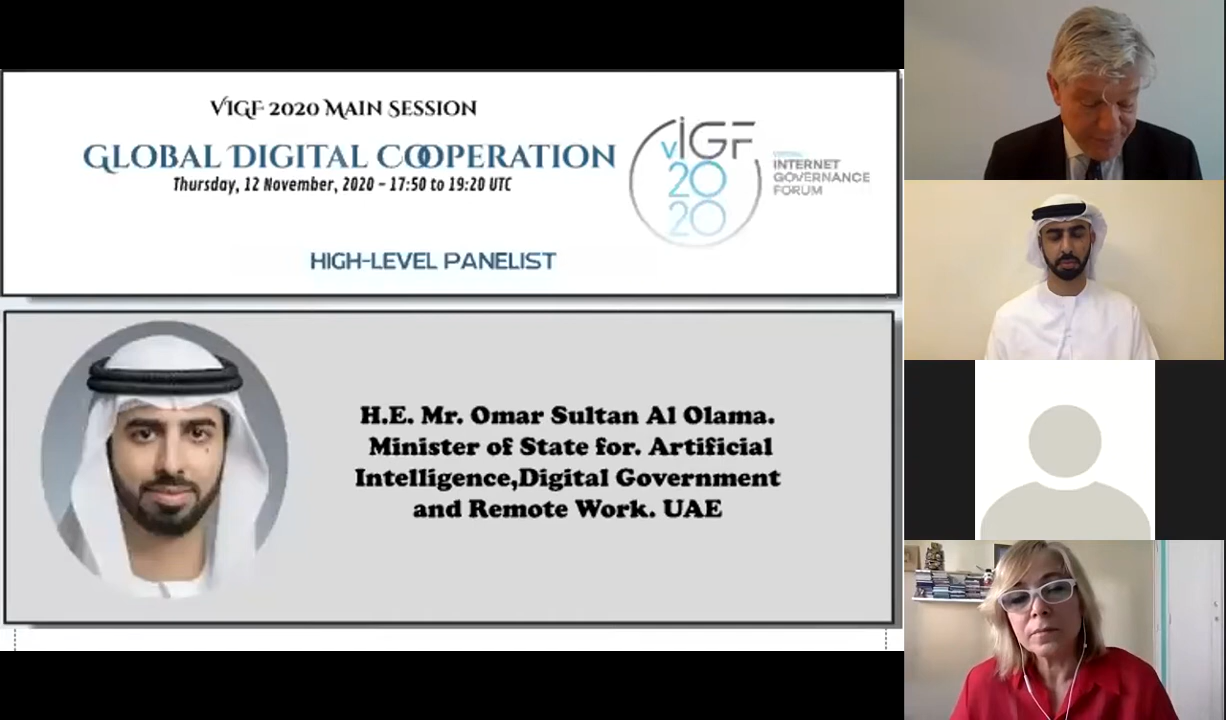 VIGF 2020 MAIN SESSION
GLOBAL DIGITAL COOPERATION
Thursday, 12 November, 2020 – 17:50 to 19:20 UTC
vIGF
2020
INTERNET
GOVERNANCE
FORUM
HIGH-LEVEL PANELIST
H.E. Mr. Omar Sultan Al Olama.
Minister of State for. Artificial
Intelligence,Digital Government
and Remote Work. UAE